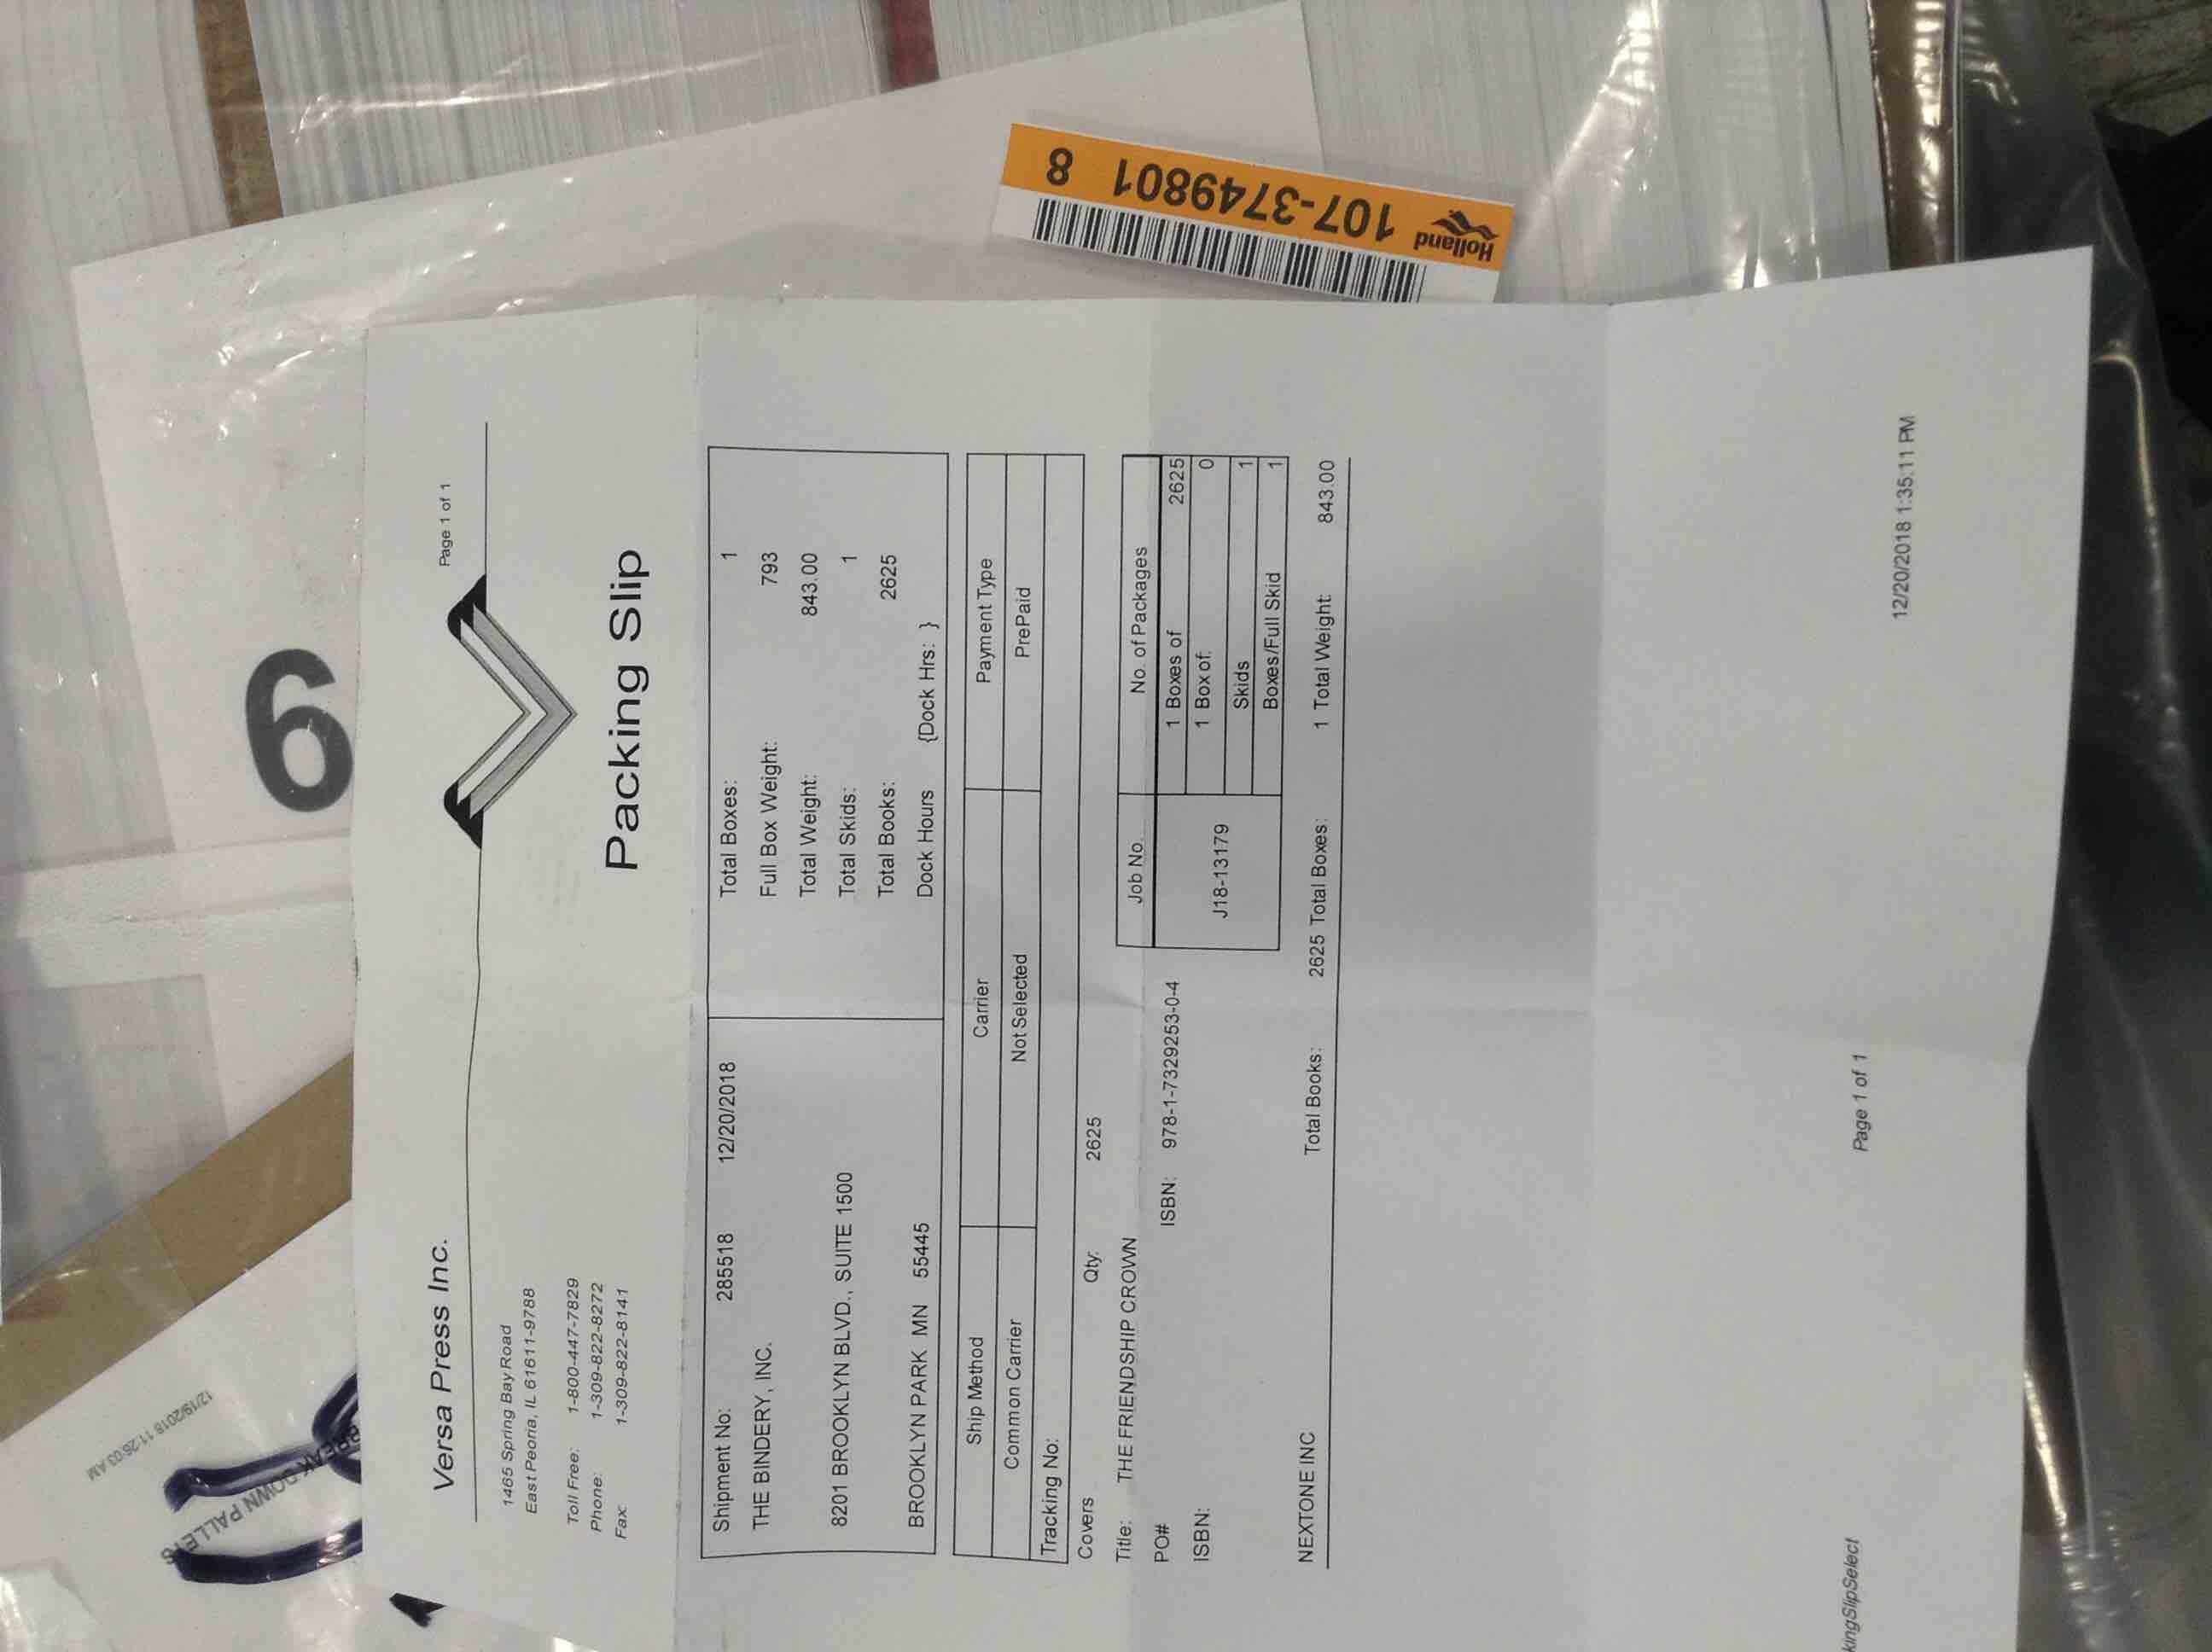 Page 1 of 1
Versa Press Inc.
1465 Spring Bay Road
East Peoria, IL 61611-9788
Toll Free: 1-800-447-7829
Phone: 1-309-822-8272
Fax: 1-309-822-8141
Packing Slip
Shipment No: 285518 12/20/2018
THE BINDERY, INC.
8201 BROOKLYN BLVD., SUITE 1500
BROOKLYN PARK MN 55445
Total Boxes: 1
Full Box Weight: 793
Total Weight: 843.00
Total Skids: 1
Total Books: 2625
Dock Hours {Dock Hrs: }
Ship Method Carrier Payment Type
Common Carrier Not Selected PrePaid
Tracking No:
Covers Qty: 2625
Title: THE FRIENDSHIP CROWN
PO# ISBN: 978-1-7329253-0-4
ISBN:
Job No. No. of Packages
J18-13179
1 Boxes of 2625
1 Box of: 0
Skids 1
Boxes/Full Skid 1
NEXTONE INC Total Books: 2625 Total Boxes: 1 Total Weight: 843.00
kingSlipSelect Page 1 of 1 12/20/2018 1:35:11 PM
Holland 107-3749801 8
6
12/19/2018 11:26:03 AM
BREAK DOWN PALLETS